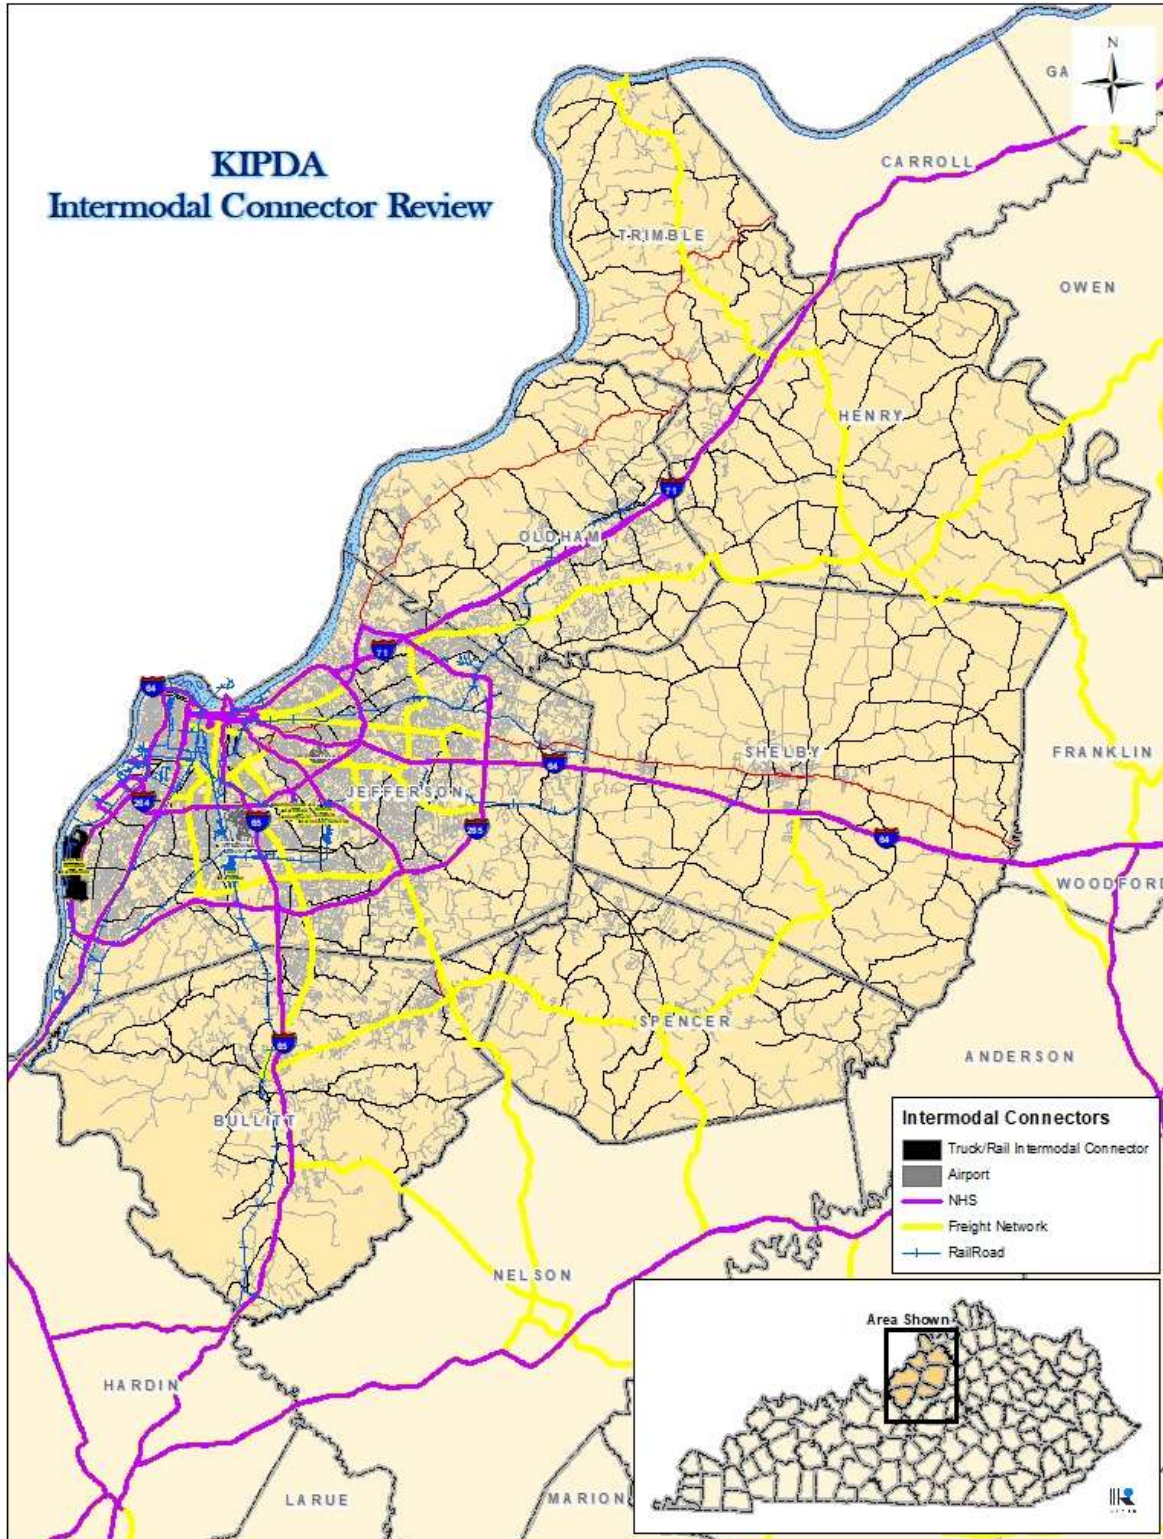 N
GA
KIPDA
Intermodal Connector Review
CARROLL
TRIMBLE
OWEN
HENRY
71
OLDHAM
71
64
SHELBY
FRANKLIN
64
JEFFERSON
264
65
265
64
WOODFORD
SPENCER
65
ANDERSON
BULLITT
Intermodal Connectors
Truck/Rail Intermodal Connector
Airport
NHS
Freight Network
RailRoad
NELSON
Area Shown
HARDIN
LARUE
MARION